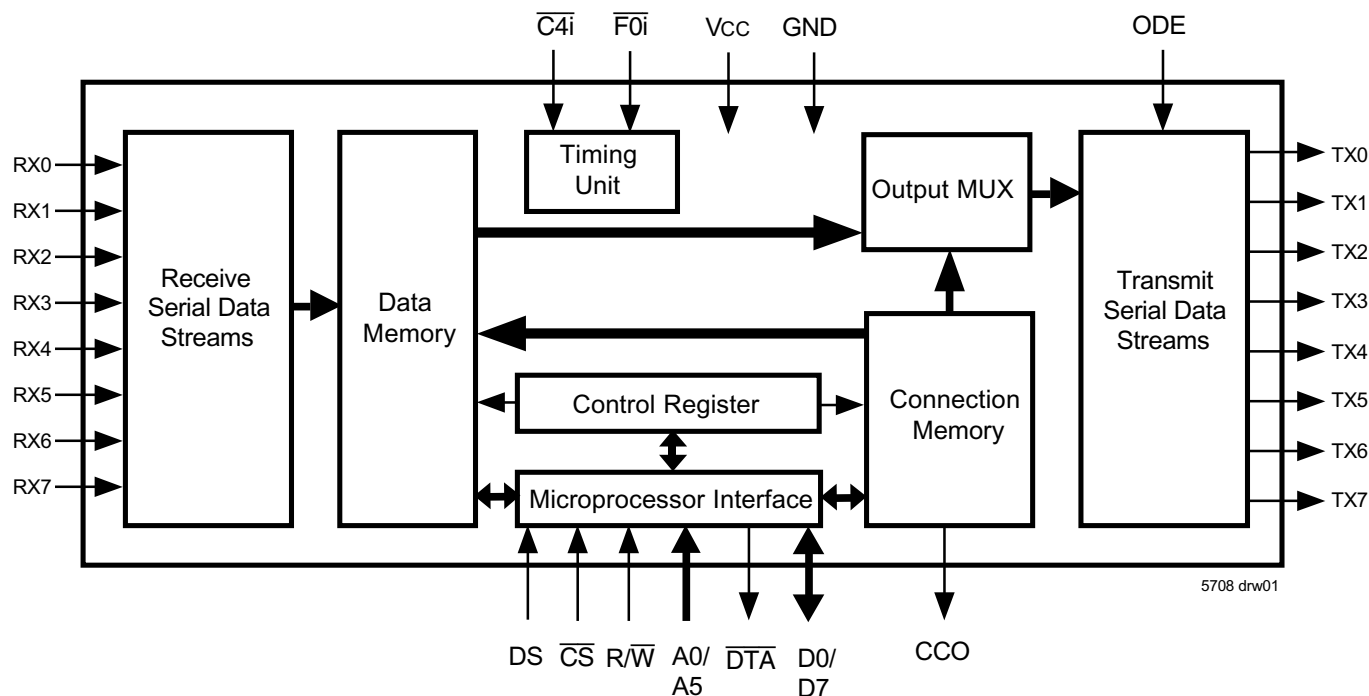 C4i F0i VCC GND ODE
RX0
RX1
RX2
RX3
RX4
RX5
RX6
RX7
Receive
Serial Data
Streams
Data
Memory
Timing
Unit
Output MUX
Control Register
Microprocessor Interface
Connection
Memory
Transmit
Serial Data
Streams
TX0
TX1
TX2
TX3
TX4
TX5
TX6
TX7
5708 drw01
DS CS R/W A0/ DTA D0/ CCO
A5 D7